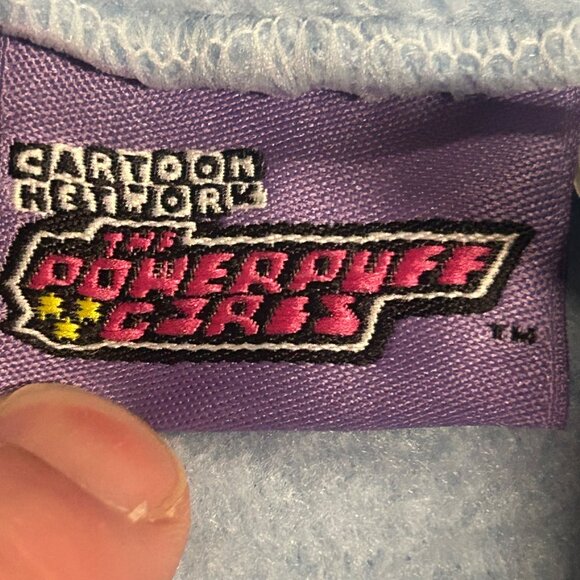 CARTOON
NETWORK
THE
POWERPUFF
GIRLS
TM